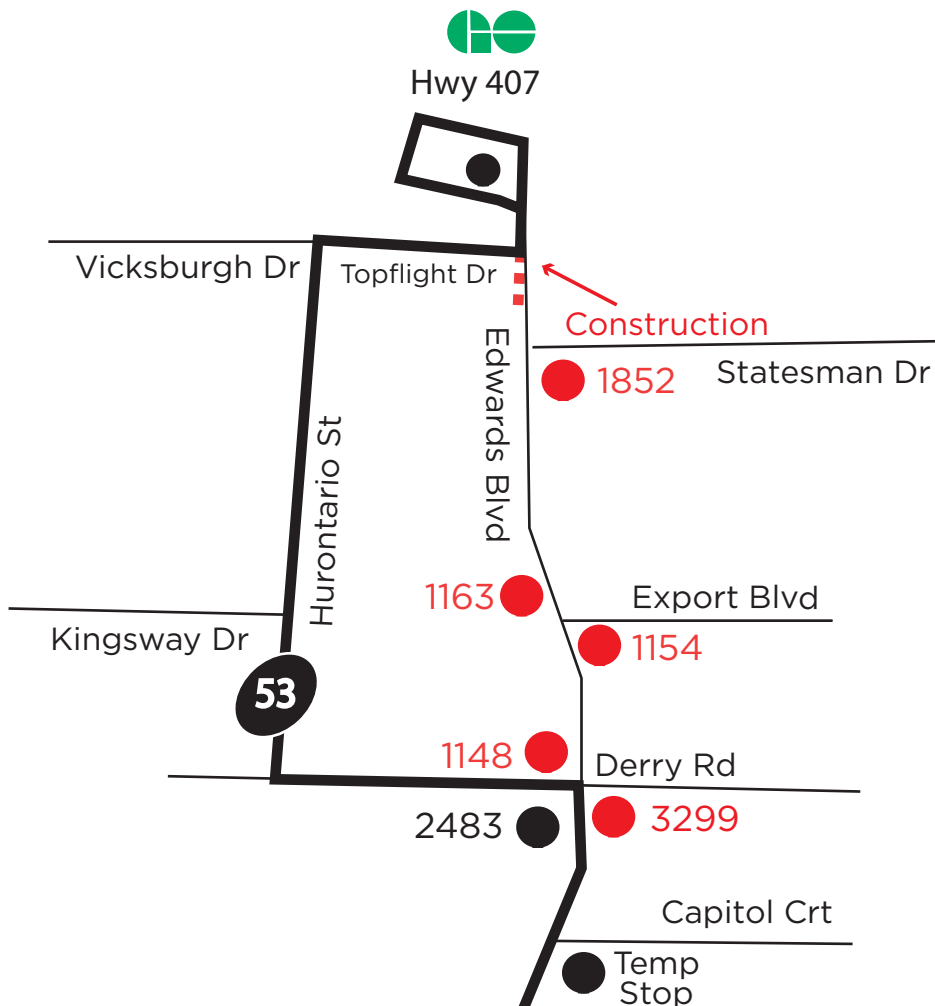 GO
Hwy 407
Vicksburgh Dr
Topflight Dr
Construction
Statesman Dr
1852
Edwards Blvd
Hurontario St
1163
Export Blvd
Kingsway Dr
1154
53
1148
Derry Rd
2483
3299
Capitol Crt
Temp
Stop